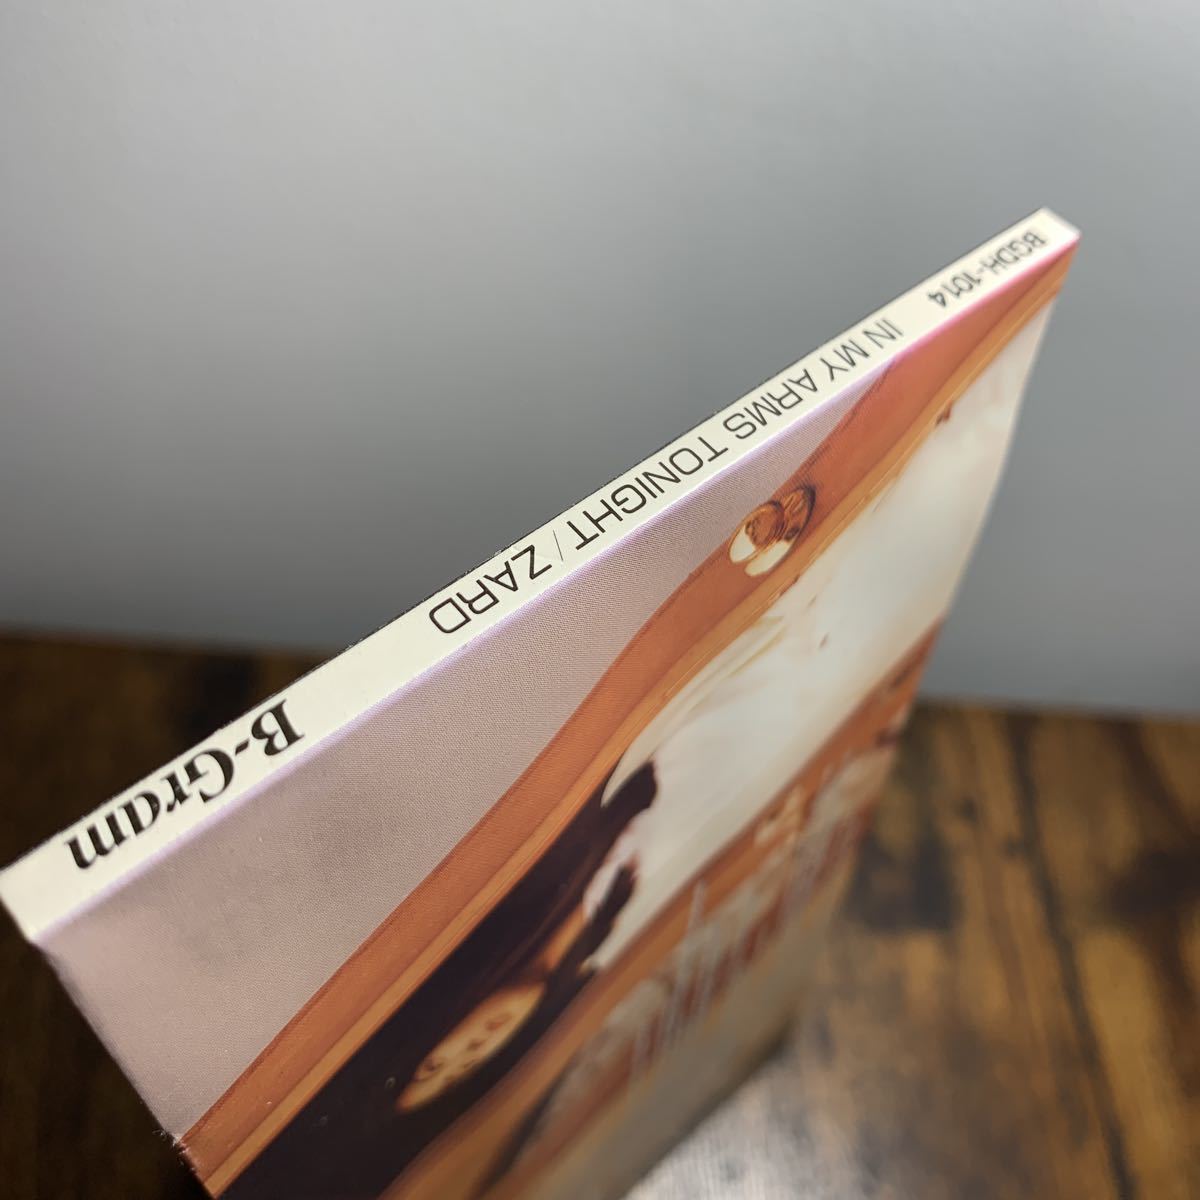 BGDH-1014 IN MY ARMS TONIGHT / ZARD B-Gram